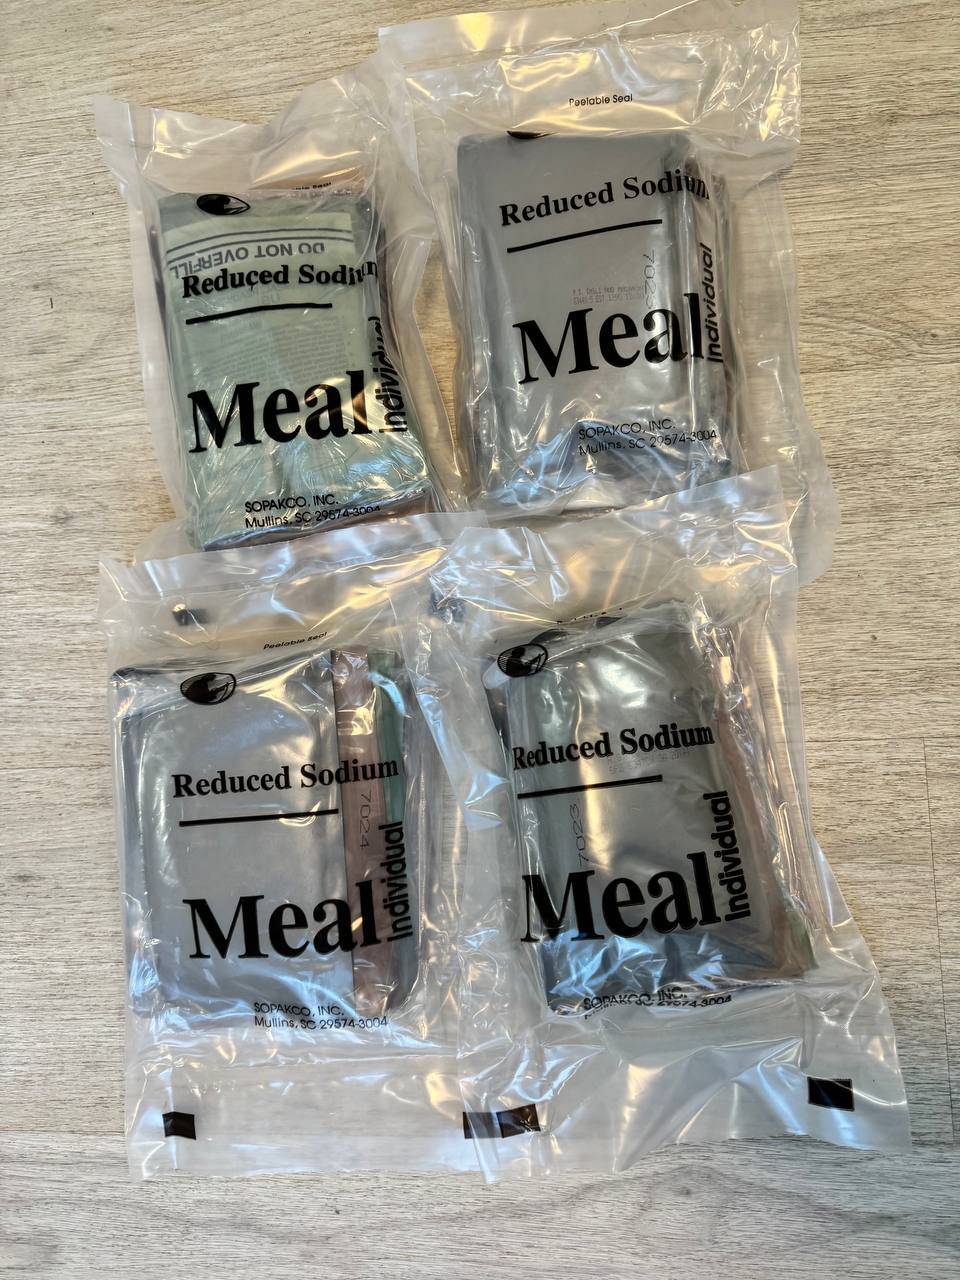 Peelable Seal
Reduced Sodium
Meal
Individual
SOPAKCO, INC.
Mullins, SC 29574-3004
DO NOT OVERFILL
Reduced Sodium
Meal
Individual
SOPAKCO, INC.
Mullins, SC 29574-3004
Peelable Seal
Reduced Sodium
7024
Meal
Individual
SOPAKCO, INC.
Mullins, SC 29574-3004
Reduced Sodium
7023
Meal
Individual
SOPAKCO, INC.
Mullins, SC 29574-3004